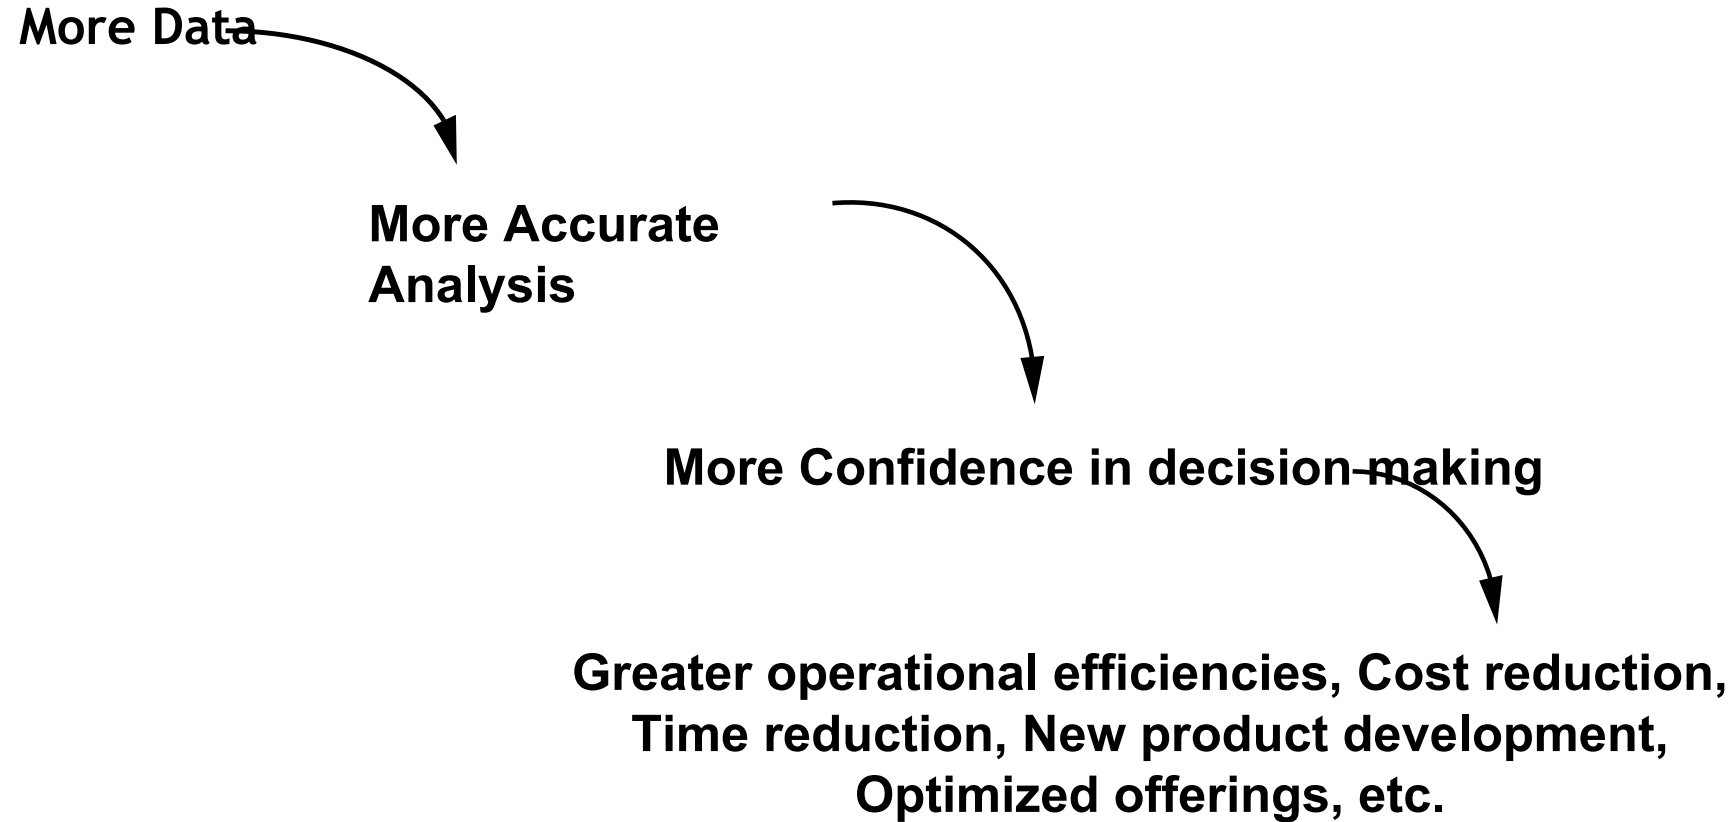 More Data
More Accurate
Analysis
More Confidence in decision making
Greater operational efficiencies, Cost reduction,
Time reduction, New product development,
Optimized offerings, etc.